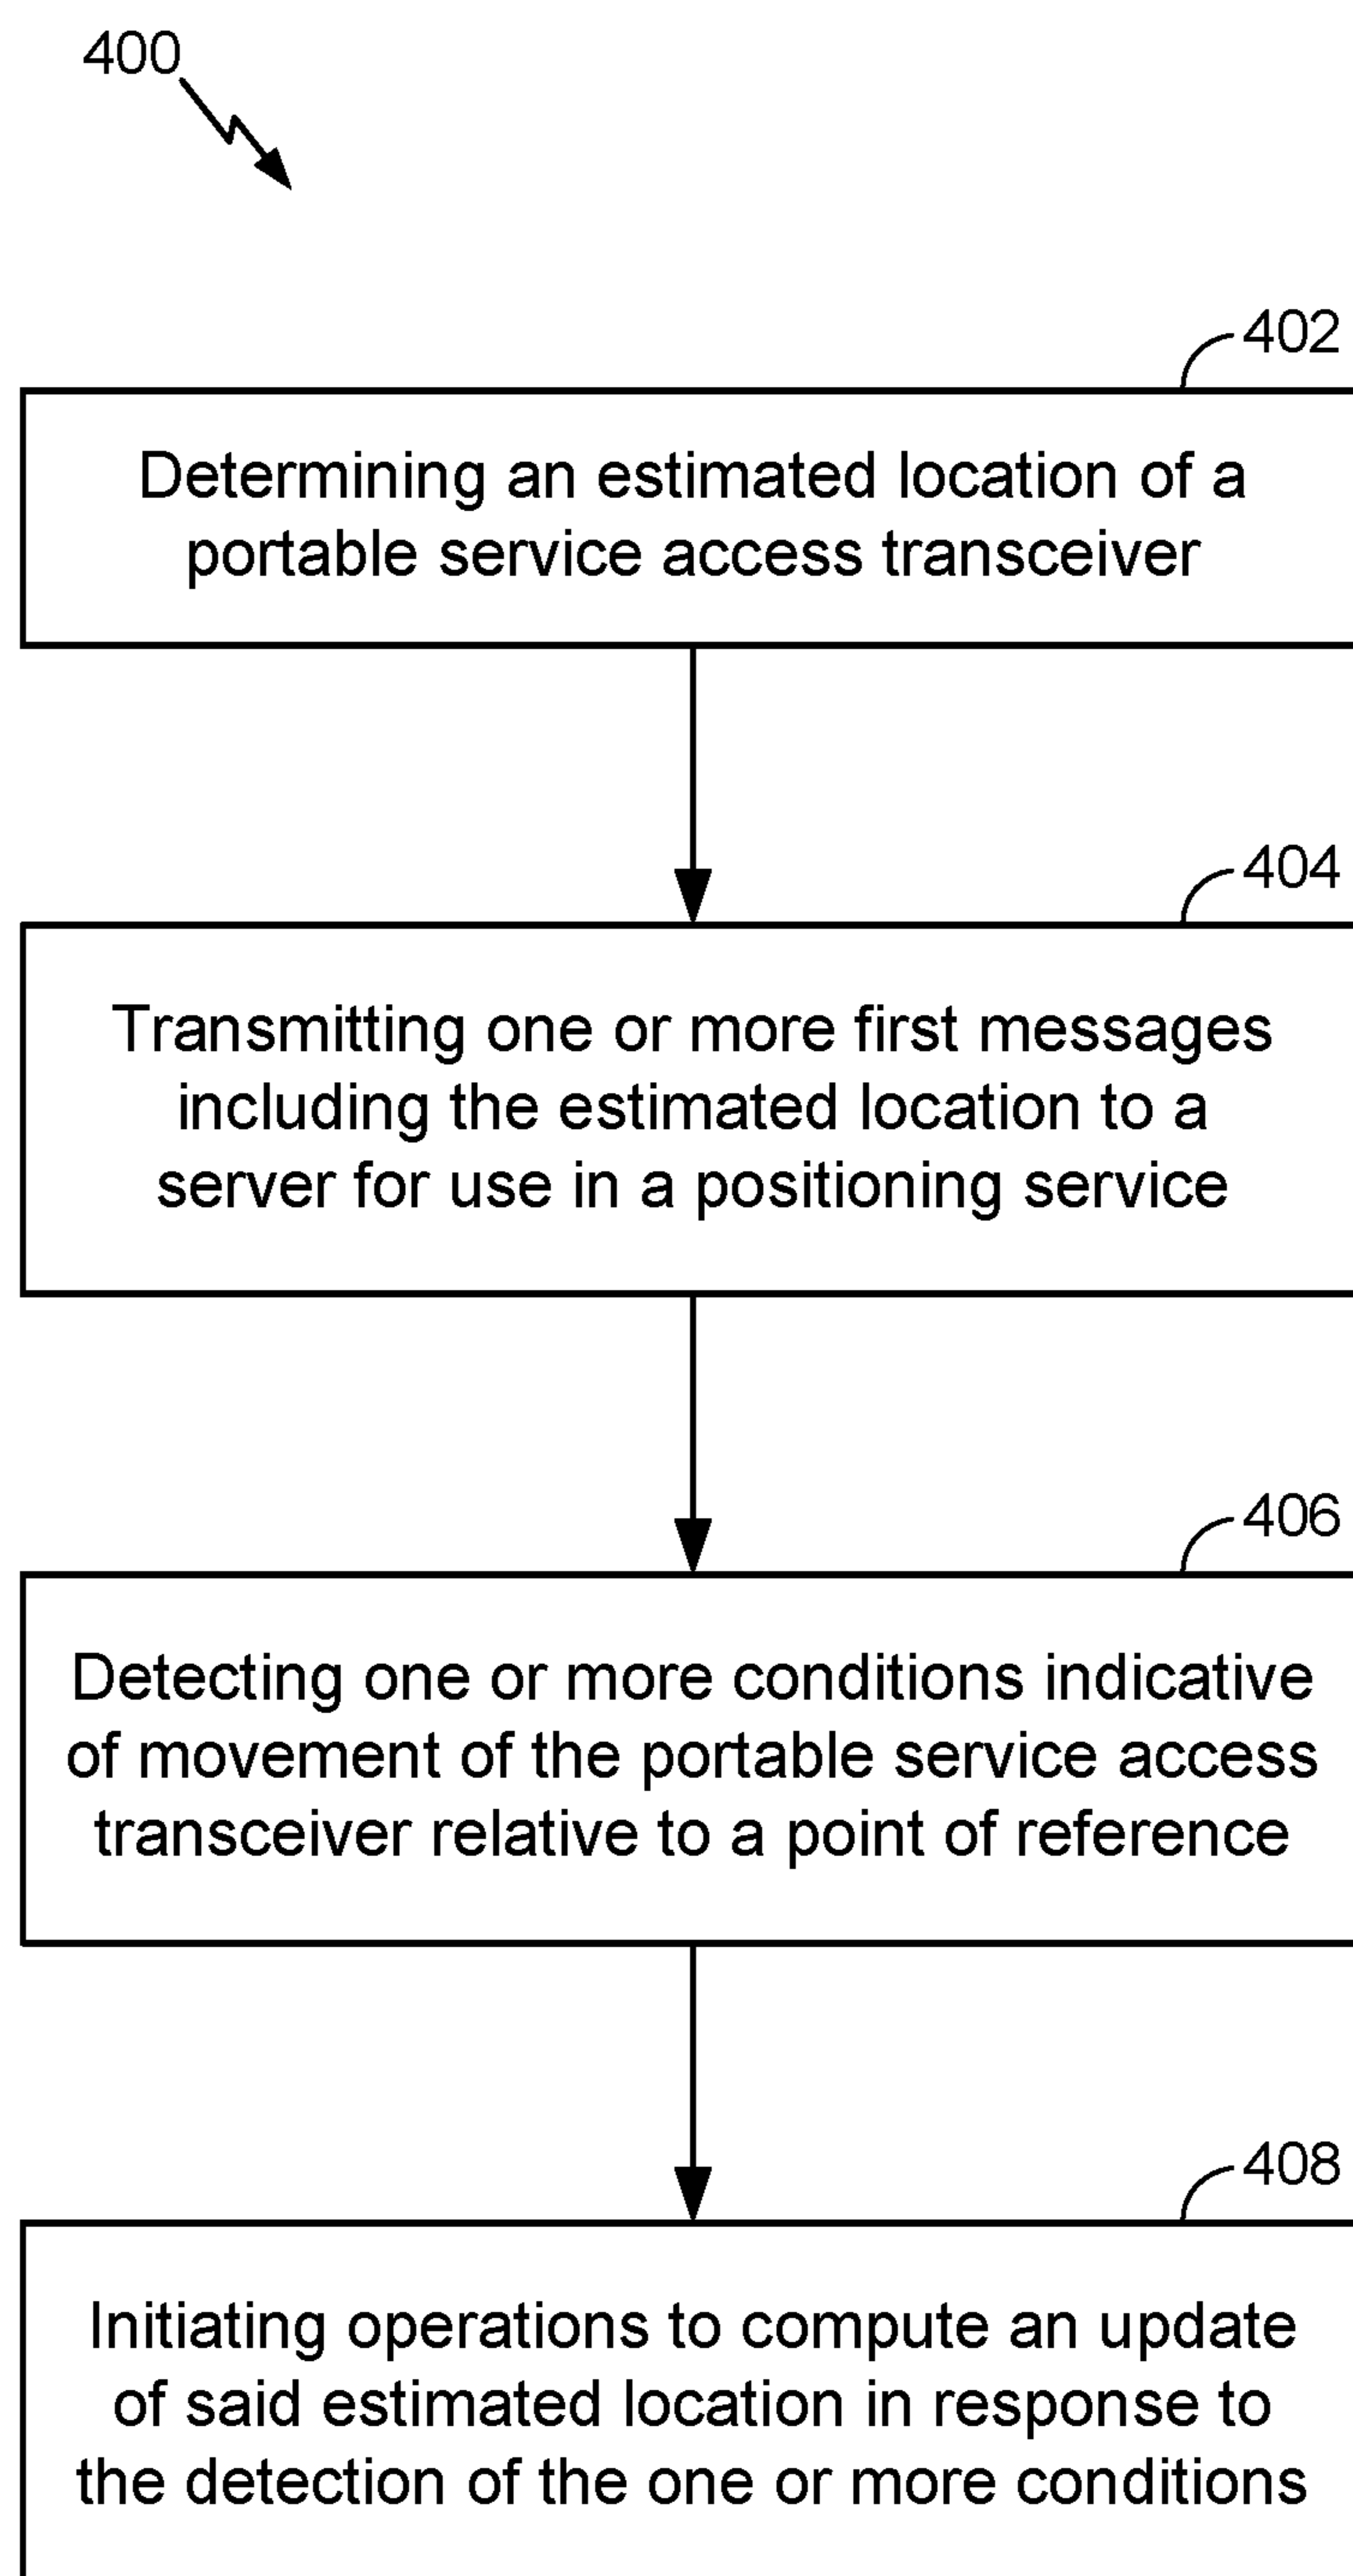 400
402
Determining an estimated location of a
portable service access transceiver
404
Transmitting one or more first messages
including the estimated location to a
server for use in a positioning service
406
Detecting one or more conditions indicative
of movement of the portable service access
transceiver relative to a point of reference
408
Initiating operations to compute an update
of said estimated location in response to
the detection of the one or more conditions